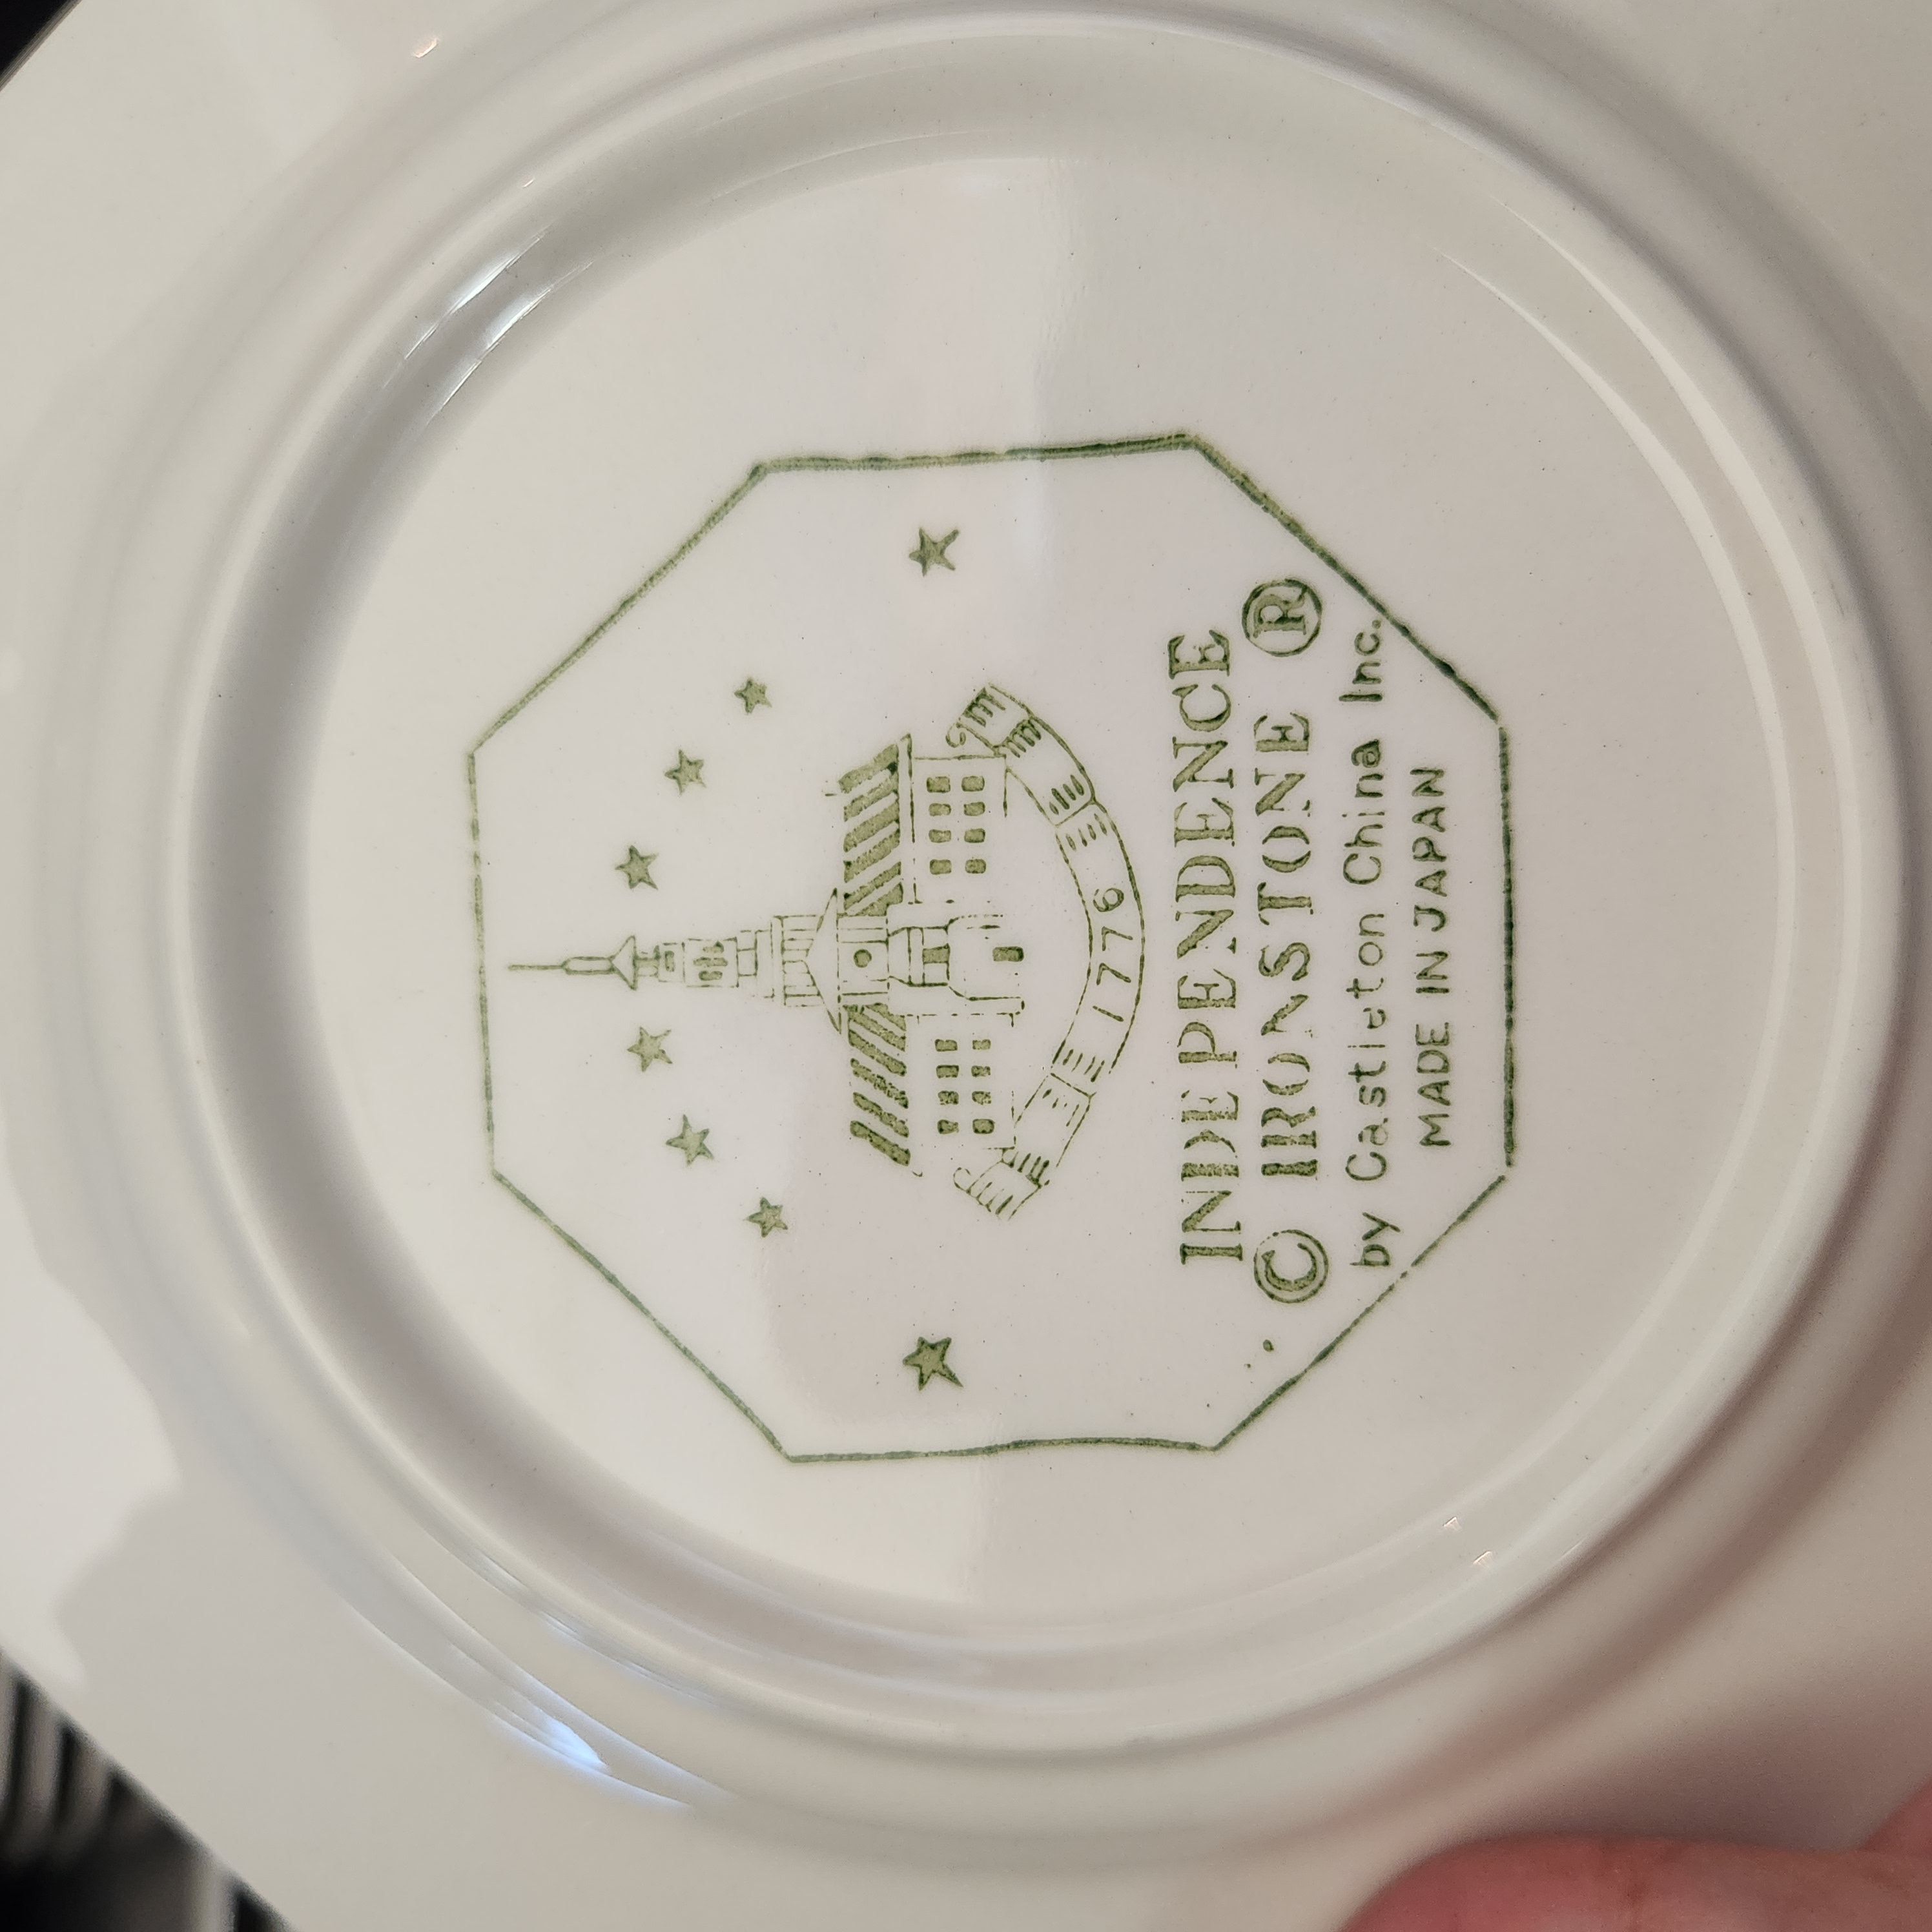 1776
INDEPENDENCE
© IRONSTONE ®
by Castleton China Inc.
MADE IN JAPAN